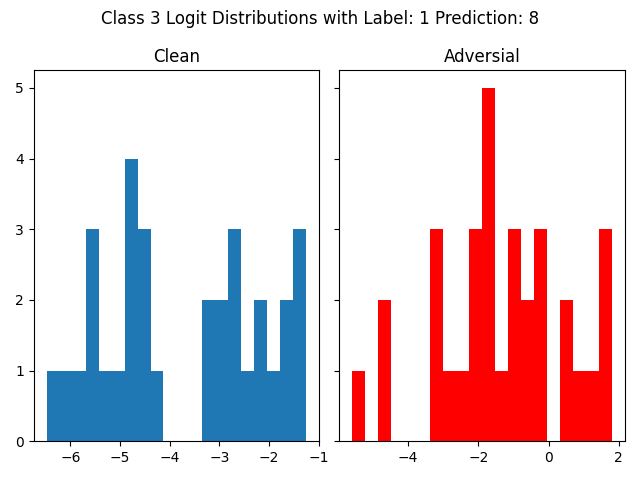 Class 3 Logit Distributions with Label: 1 Prediction: 8
Clean
Adversial
5
4
3
2
1
0
−6 −5 −4 −3 −2 −1
−4 −2 0 2